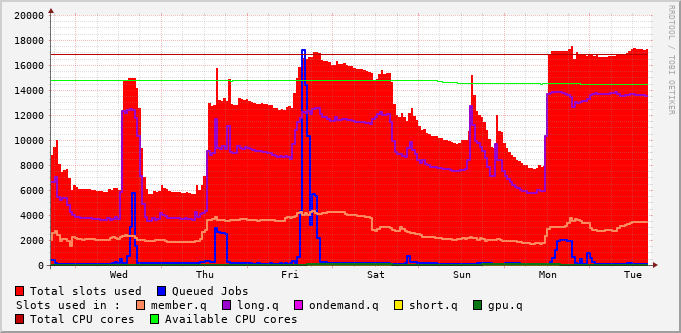 20000
18000
16000
14000
12000
10000
8000
6000
4000
2000
0
Wed Thu Fri Sat Sun Mon Tue
RRDTOOL / TOBI OETIKER
Total slots used Queued Jobs
Slots used in : member.q long.q ondemand.q short.q gpu.q
Total CPU cores Available CPU cores